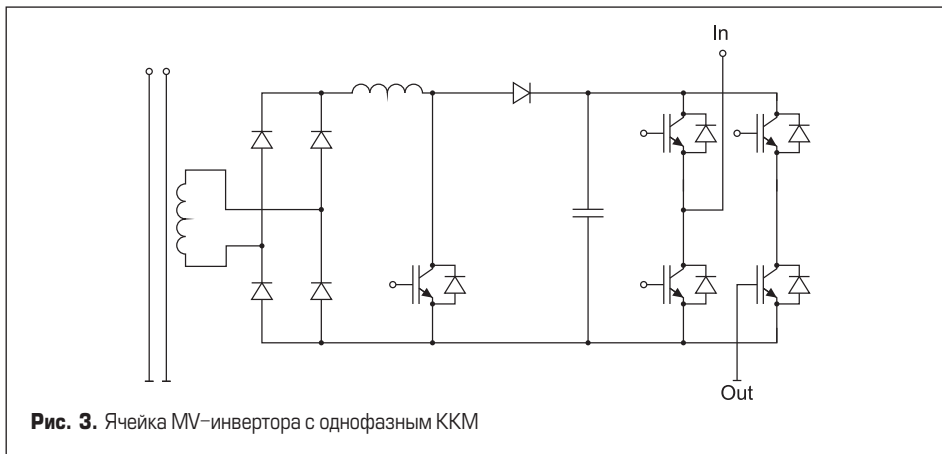 In
Out
Рис. 3. Ячейка MV–инвертора с однофазным ККМ